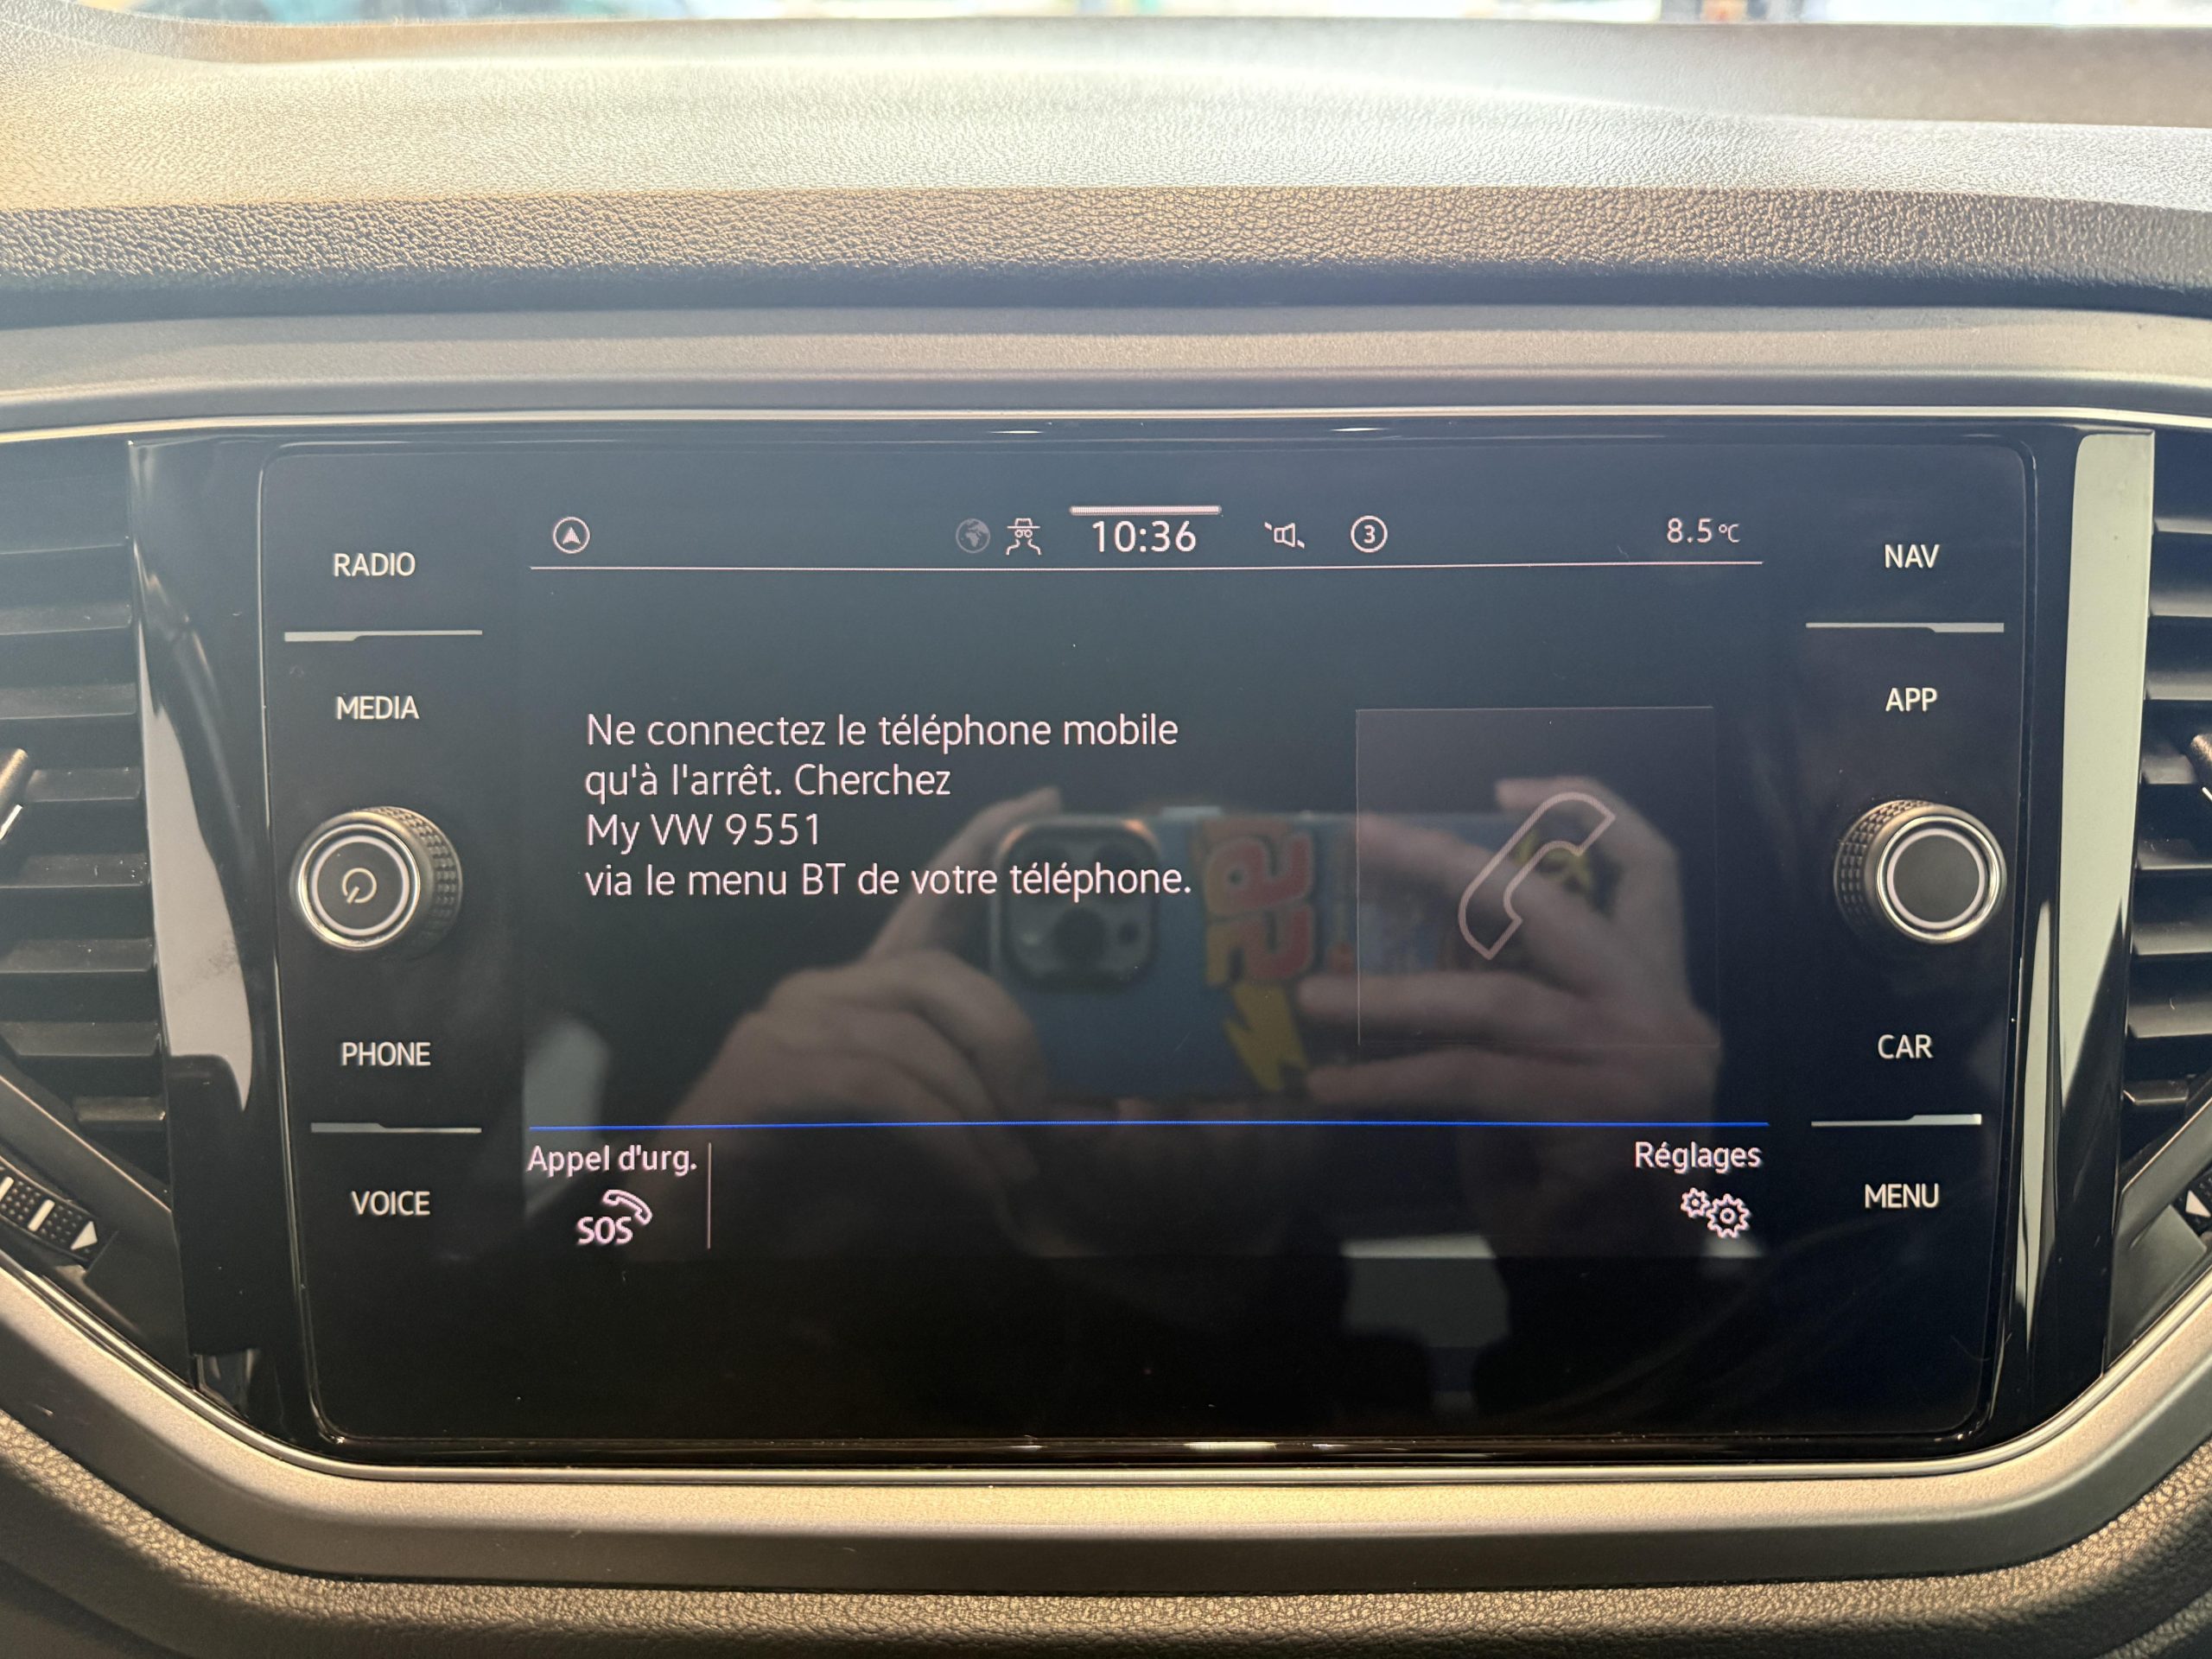 RADIO
MEDIA
PHONE
VOICE
10:36
3
8.5°C
Ne connectez le téléphone mobile
qu'à l'arrêt. Cherchez
My VW 9551
via le menu BT de votre téléphone.
Appel d'urg.
SOS
Réglages
NAV
APP
CAR
MENU